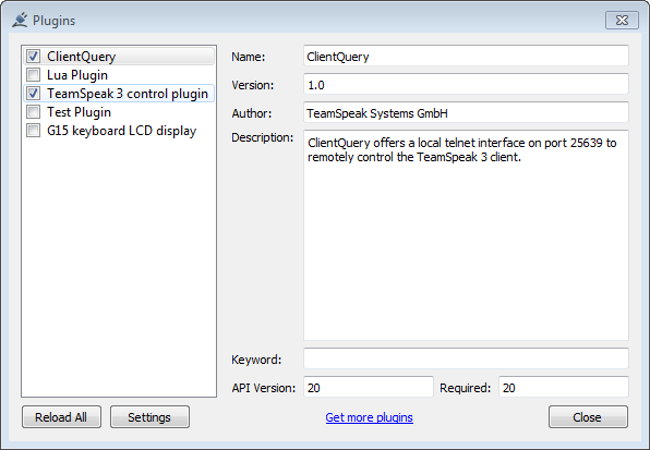 Plugins
ClientQuery
Lua Plugin
TeamSpeak 3 control plugin
Test Plugin
G15 keyboard LCD display
Name: ClientQuery
Version: 1.0
Author: TeamSpeak Systems GmbH
Description: ClientQuery offers a local telnet interface on port 25639 to
remotely control the TeamSpeak 3 client.
Keyword:
API Version: 20 Required: 20
Reload All Settings Get more plugins Close